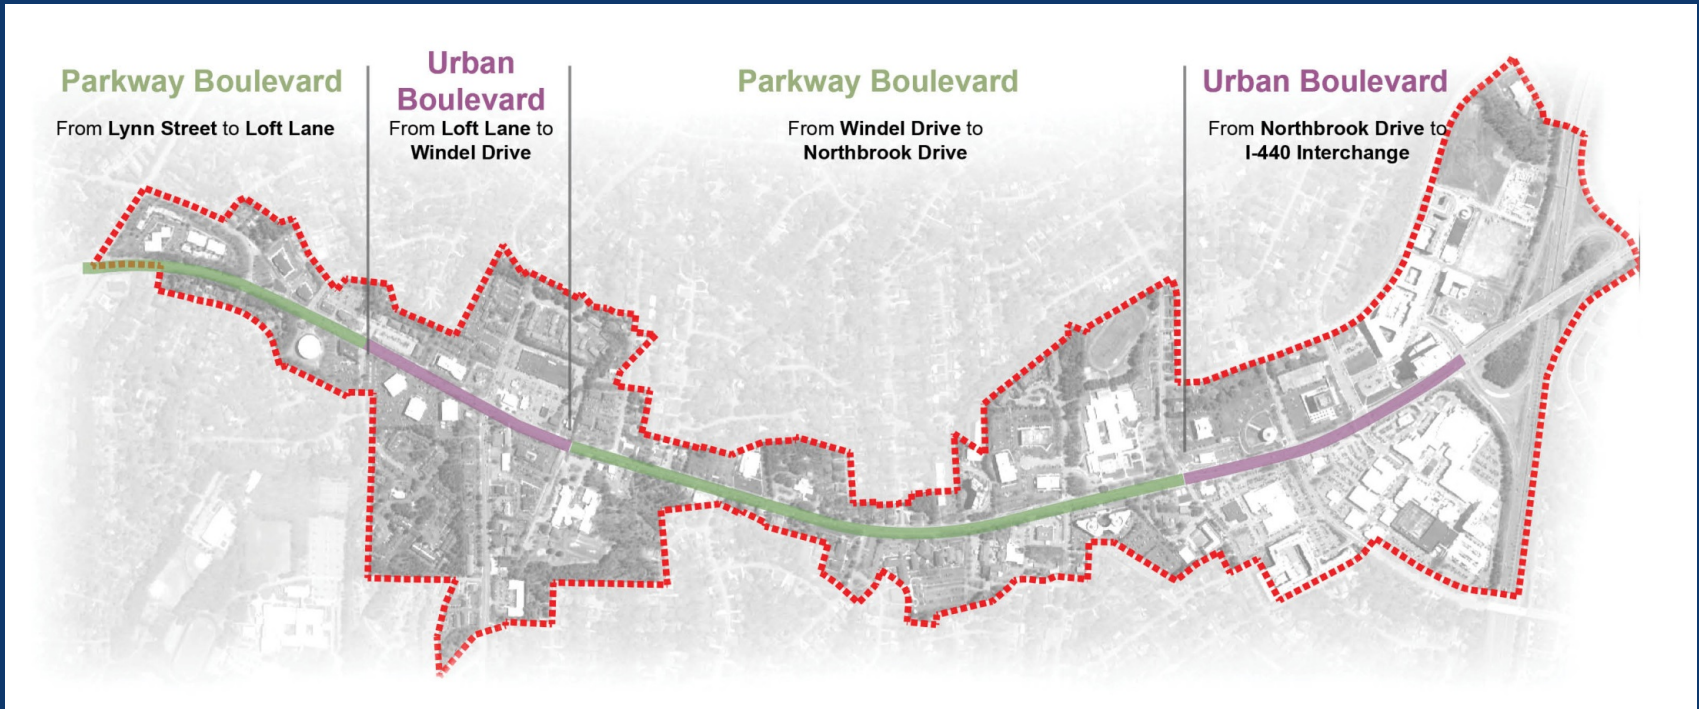 Parkway Boulevard
From Lynn Street to Loft Lane
Urban
Boulevard
From Loft Lane to
Windel Drive
Parkway Boulevard
From Windel Drive to
Northbrook Drive
Urban Boulevard
From Northbrook Drive to
I-440 Interchange